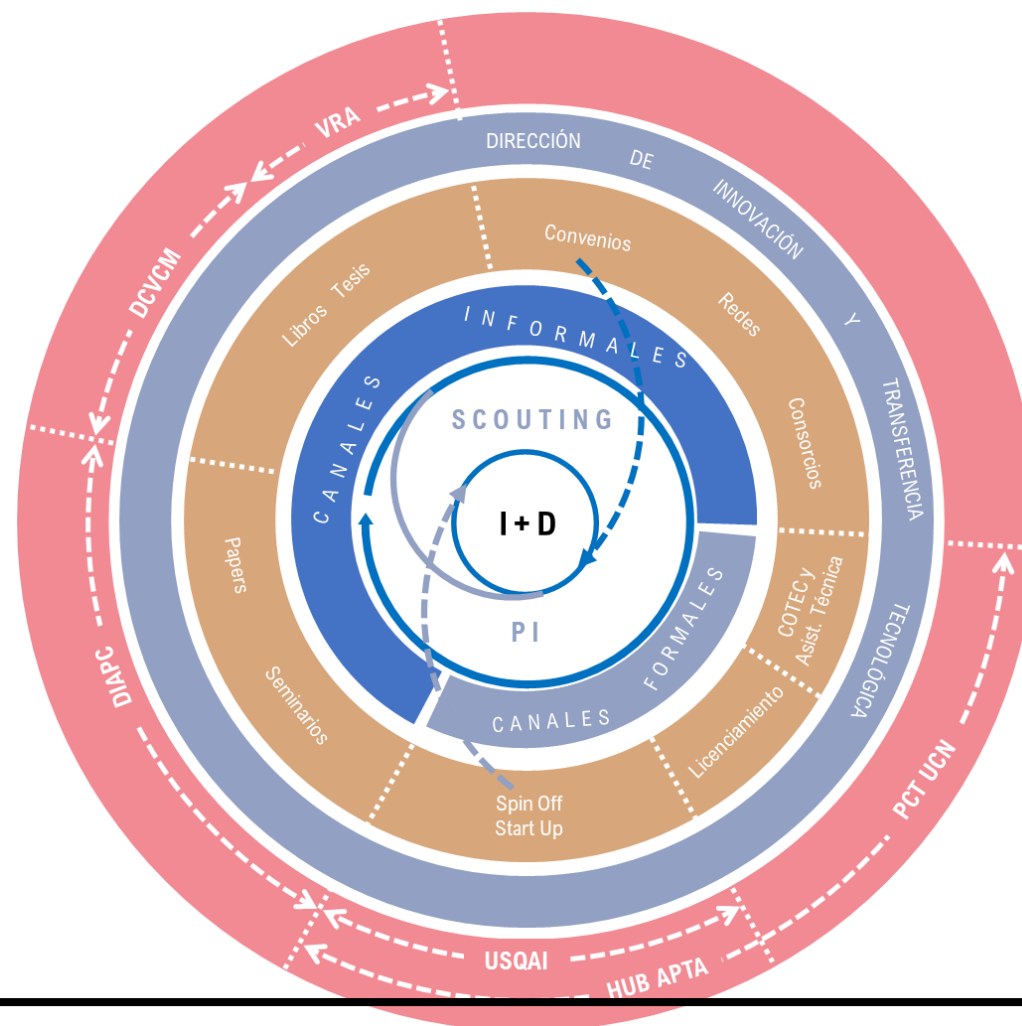 VRA
DCVCM
DIAPC
USQAI
HUB APTA
PCT UCN
DIRECCIÓN DE INNOVACIÓN Y TRANSFERENCIA TECNOLÓGICA
Libros Tesis
Convenios
Redes
Consorcios
COTEC y
Asist. Técnica
Licenciamiento
Spin Off
Start Up
Seminarios
Papers
CANALES INFORMALES
CANALES FORMALES
SCOUTING
I + D
PI